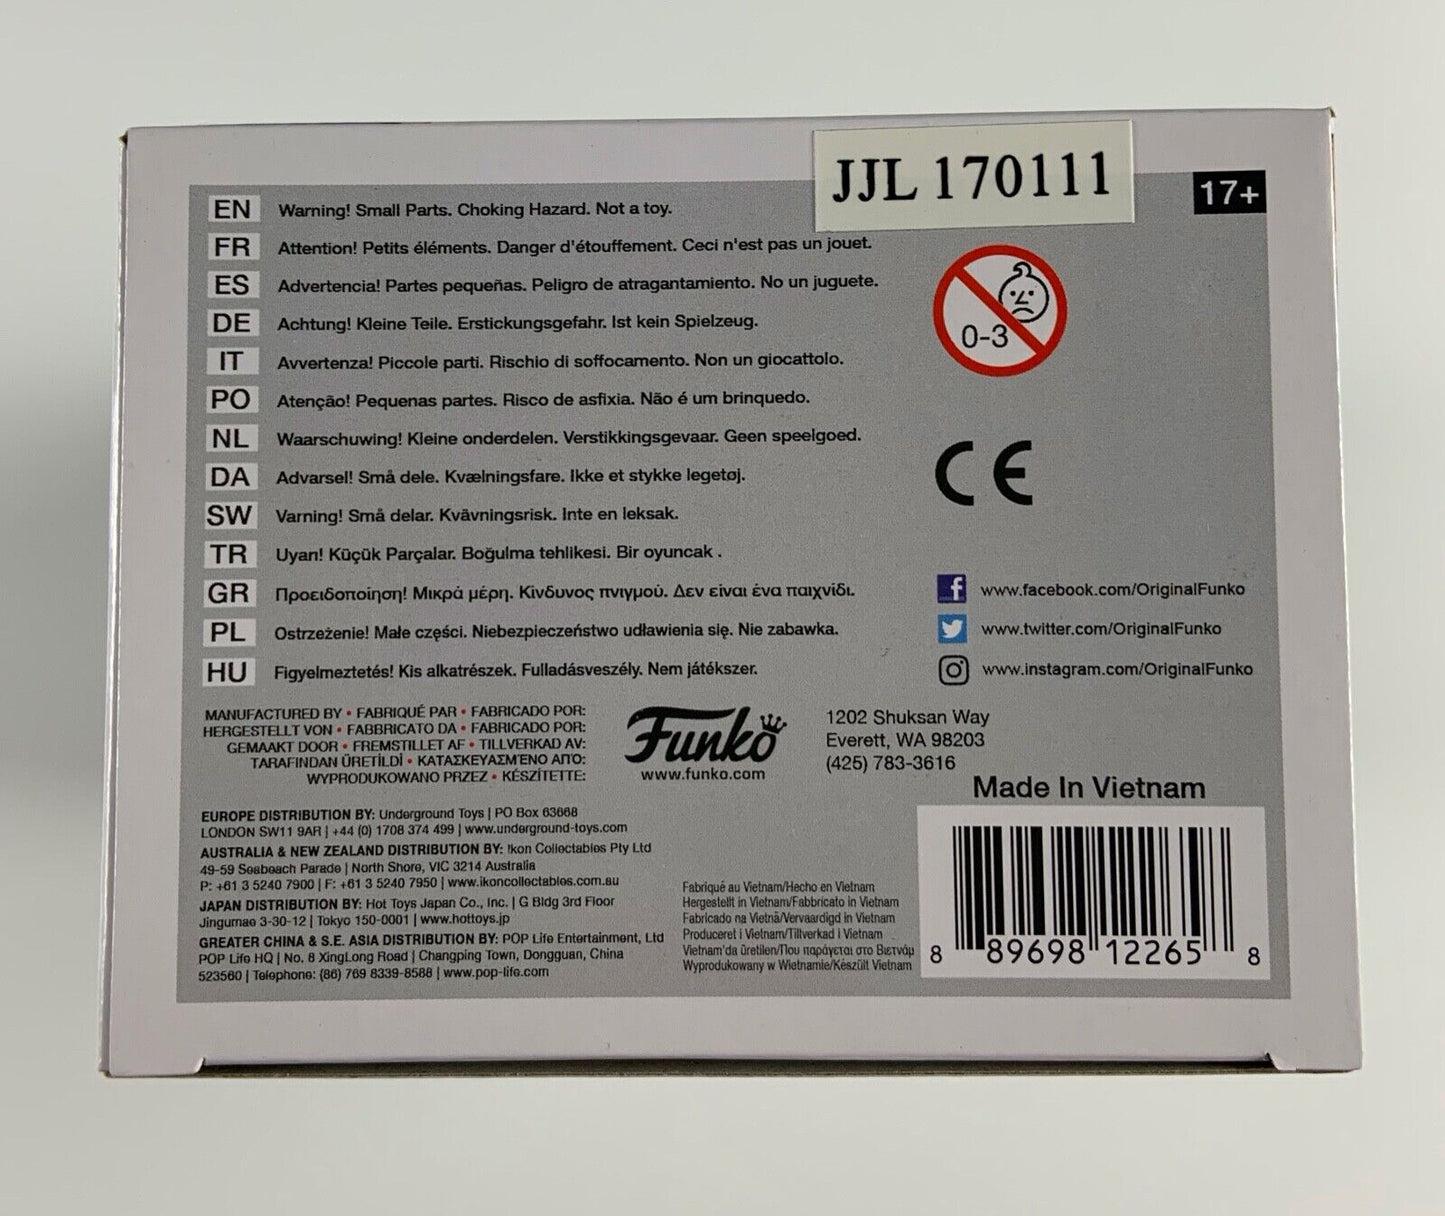 JJL 170111
17+
EN Warning! Small Parts. Choking Hazard. Not a toy.
FR Attention! Petits éléments. Danger d'étouffement. Ceci n'est pas un jouet.
ES Advertencia! Partes pequeñas. Peligro de atragantamiento. No un juguete.
DE Achtung! Kleine Teile. Erstickungsgefahr. Ist kein Spielzeug.
IT Avvertenza! Piccole parti. Rischio di soffocamento. Non un giocattolo.
PO Atenção! Pequenas partes. Risco de asfixia. Não é um brinquedo.
NL Waarschuwing! Kleine onderdelen. Verstikkingsgevaar. Geen speelgoed.
DA Advarsel! Små dele. Kvælningsfare. Ikke et stykke legetøj.
SW Varning! Små delar. Kvävningsrisk. Inte en leksak.
TR Uyarı! Küçük Parçalar. Boğulma tehlikesi. Bir oyuncak .
GR Προειδοποίηση! Μικρά μέρη. Κίνδυνος πνιγμού. Δεν είναι ένα παιχνίδι.
PL Ostrzeżenie! Małe części. Niebezpieczeństwo udławienia się. Nie zabawka.
HU Figyelmeztetés! Kis alkatrészek. Fulladásveszély. Nem játékszer.
0-3
CE
www.facebook.com/OriginalFunko
www.twitter.com/OriginalFunko
www.instagram.com/OriginalFunko
MANUFACTURED BY • FABRIQUÉ PAR • FABRICADO POR:
HERGESTELLT VON • FABBRICATO DA • FABRICADO POR:
GEMAAKT DOOR • FREMSTILLET AF • TILLVERKAD AV:
TARAFINDAN ÜRETİLDİ • ΚΑΤΑΣΚΕΥΑΣΜΈΝΟ ΑΠΌ:
WYPRODUKOWANO PRZEZ • KÉSZÍTETTE:
Funko
www.funko.com
1202 Shuksan Way
Everett, WA 98203
(425) 783-3616
Made In Vietnam
EUROPE DISTRIBUTION BY: Underground Toys | PO Box 63668
LONDON SW11 9AR | +44 (0) 1708 374 499 | www.underground-toys.com
AUSTRALIA & NEW ZEALAND DISTRIBUTION BY: Ikon Collectables Pty Ltd
49-59 Seabeach Parade | North Shore, VIC 3214 Australia
P: +61 3 5240 7900 | F: +61 3 5240 7950 | www.ikoncollectables.com.au
JAPAN DISTRIBUTION BY: Hot Toys Japan Co., Inc. | G Bldg 3rd Floor
Jingumae 3-30-12 | Tokyo 150-0001 | www.hottoys.jp
GREATER CHINA & S.E. ASIA DISTRIBUTION BY: POP Life Entertainment, Ltd
POP Life HQ | No. 8 XingLong Road | Changping Town, Dongguan, China
523560 | Telephone: (86) 769 8339-8588 | www.pop-life.com
Fabriqué au Vietnam/Hecho en Vietnam
Hergestellt in Vietnam/Fabbricato in Vietnam
Fabricado na Vietnã/Vervaardigd in Vietnam
Produceret i Vietnam/Tillverkad i Vietnam
Vietnam'da üretilen/Που παράγεται στο Βιετνάμ
Wyprodukowany w Wietnamie/Készült Vietnam
8 89698 12265 8